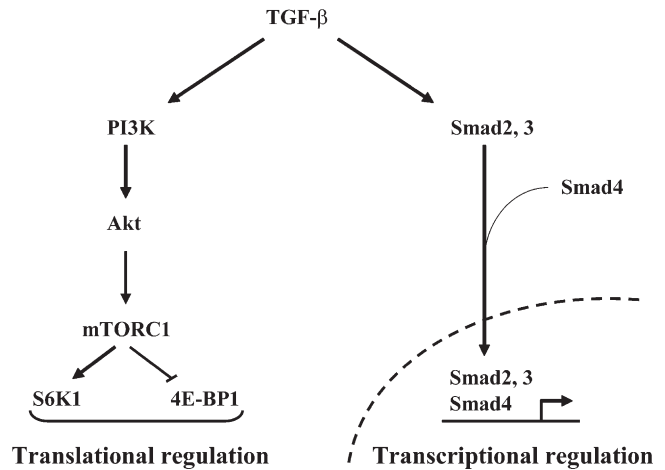 TGF-β
PI3K
Smad2, 3
Smad4
Akt
mTORC1
S6K1
4E-BP1
Smad2, 3
Smad4
Translational regulation
Transcriptional regulation